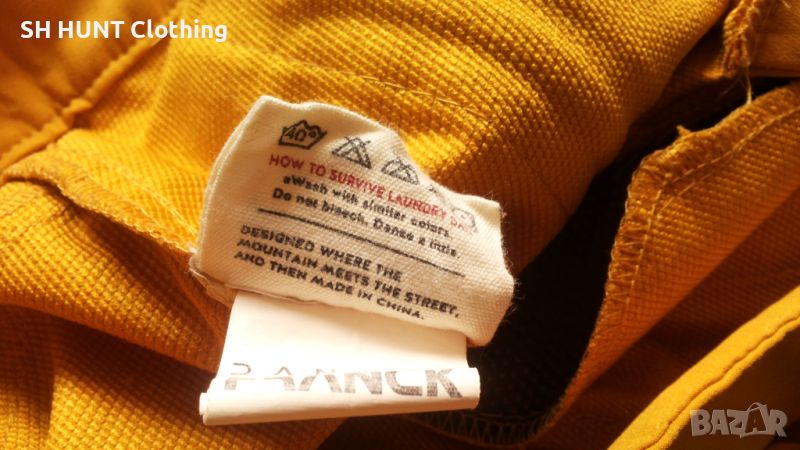 SH HUNT Clothing
40°
HOW TO SURVIVE LAUNDRY DAY
Wash with similar colors.
Do not bleach. Dance a little.
DESIGNED WHERE THE
MOUNTAIN MEETS THE STREET,
AND THEN MADE IN CHINA.
BAZAR